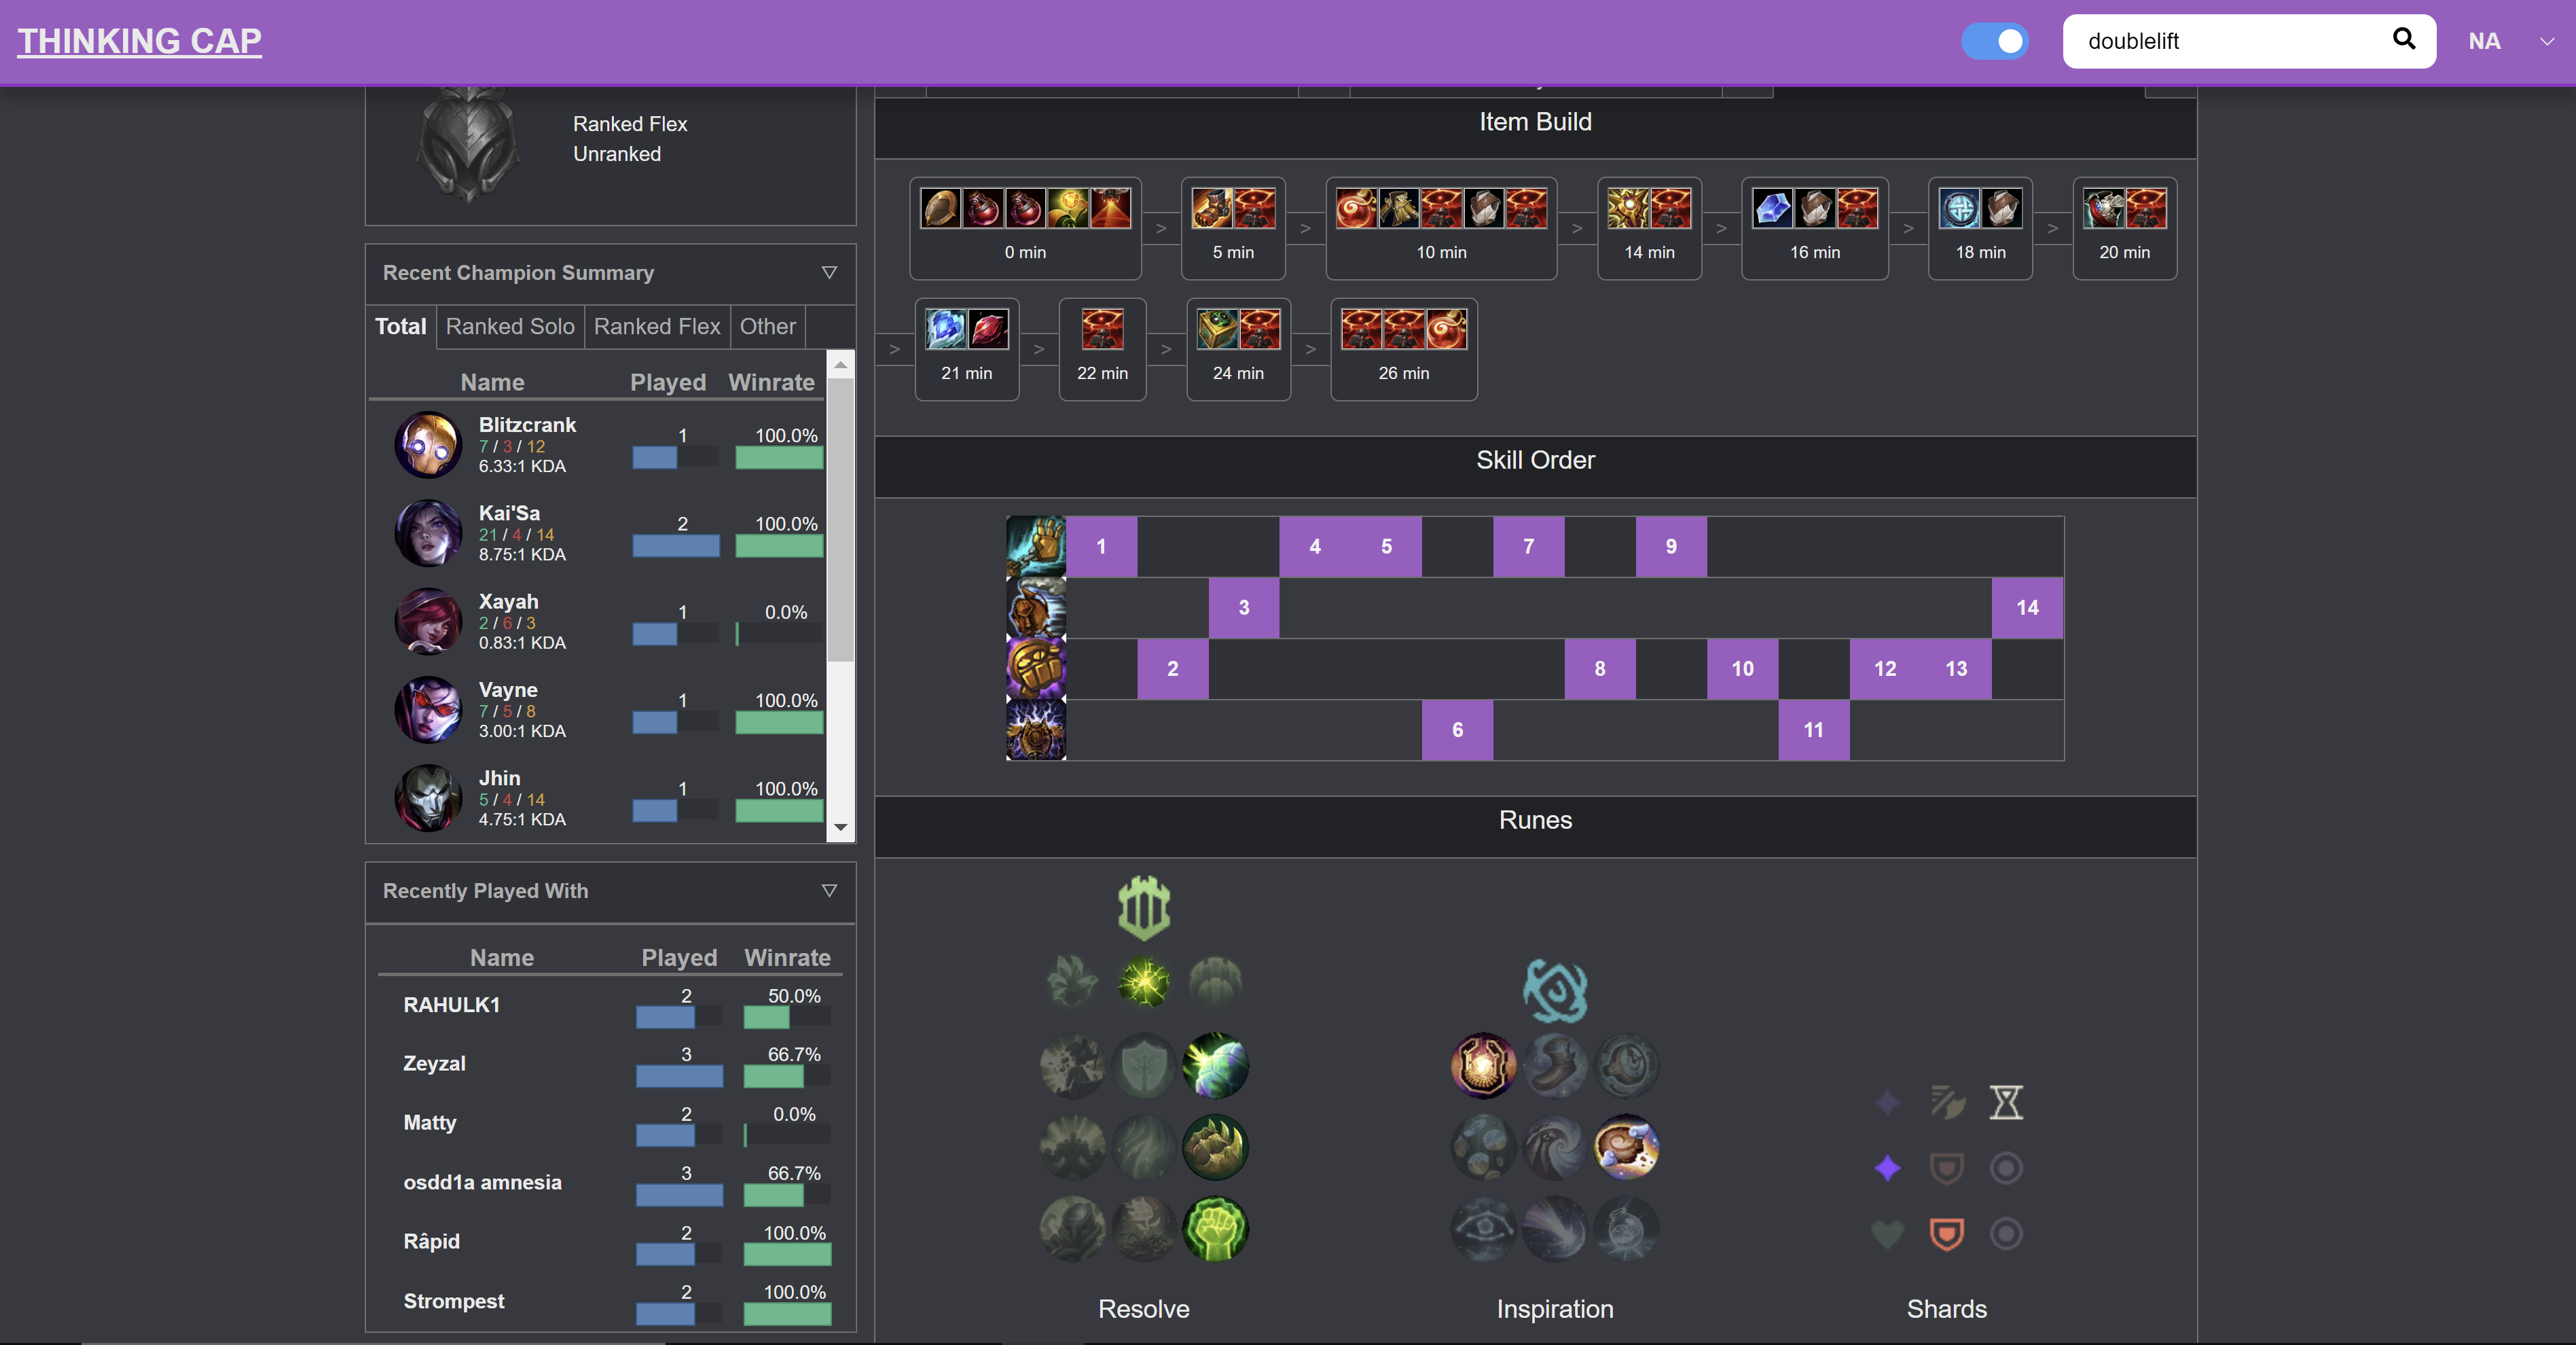 THINKING CAP
doublelift
NA
Ranked Flex
Unranked
Recent Champion Summary
Total Ranked Solo Ranked Flex Other
Name Played Winrate
Blitzcrank
7 / 3 / 12
6.33:1 KDA
1
100.0%
Kai'Sa
21 / 4 / 14
8.75:1 KDA
2
100.0%
Xayah
2 / 6 / 3
0.83:1 KDA
1
0.0%
Vayne
7 / 5 / 8
3.00:1 KDA
1
100.0%
Jhin
5 / 4 / 14
4.75:1 KDA
1
100.0%
Recently Played With
Name Played Winrate
RAHULK1 2 50.0%
Zeyzal 3 66.7%
Matty 2 0.0%
osdd1a amnesia 3 66.7%
Râpid 2 100.0%
Strompest 2 100.0%
Item Build
0 min > 5 min > 10 min > 14 min > 16 min > 18 min > 20 min
> 21 min > 22 min > 24 min > 26 min
Skill Order
1 4 5 7 9
3 14
2 8 10 12 13
6 11
Runes
Resolve Inspiration Shards